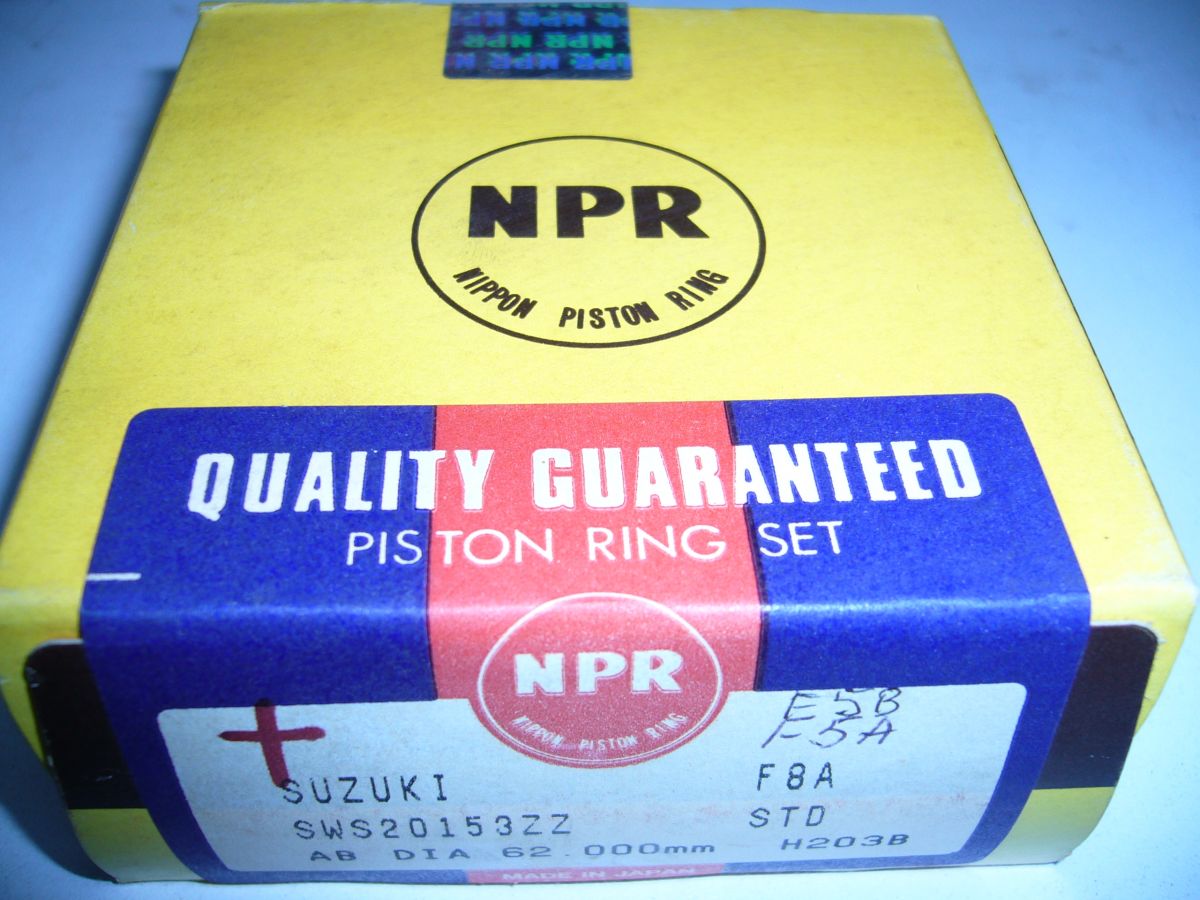 NPR NPR
NPR NPR
NPR
NIPPON PISTON RING
QUALITY GUARANTEED
PISTON RING SET
NPR
NIPPON PISTON RING
F5A
SUZUKI F8A
SWS20153ZZ STD
AB DIA 62.000mm H203B
MADE IN JAPAN